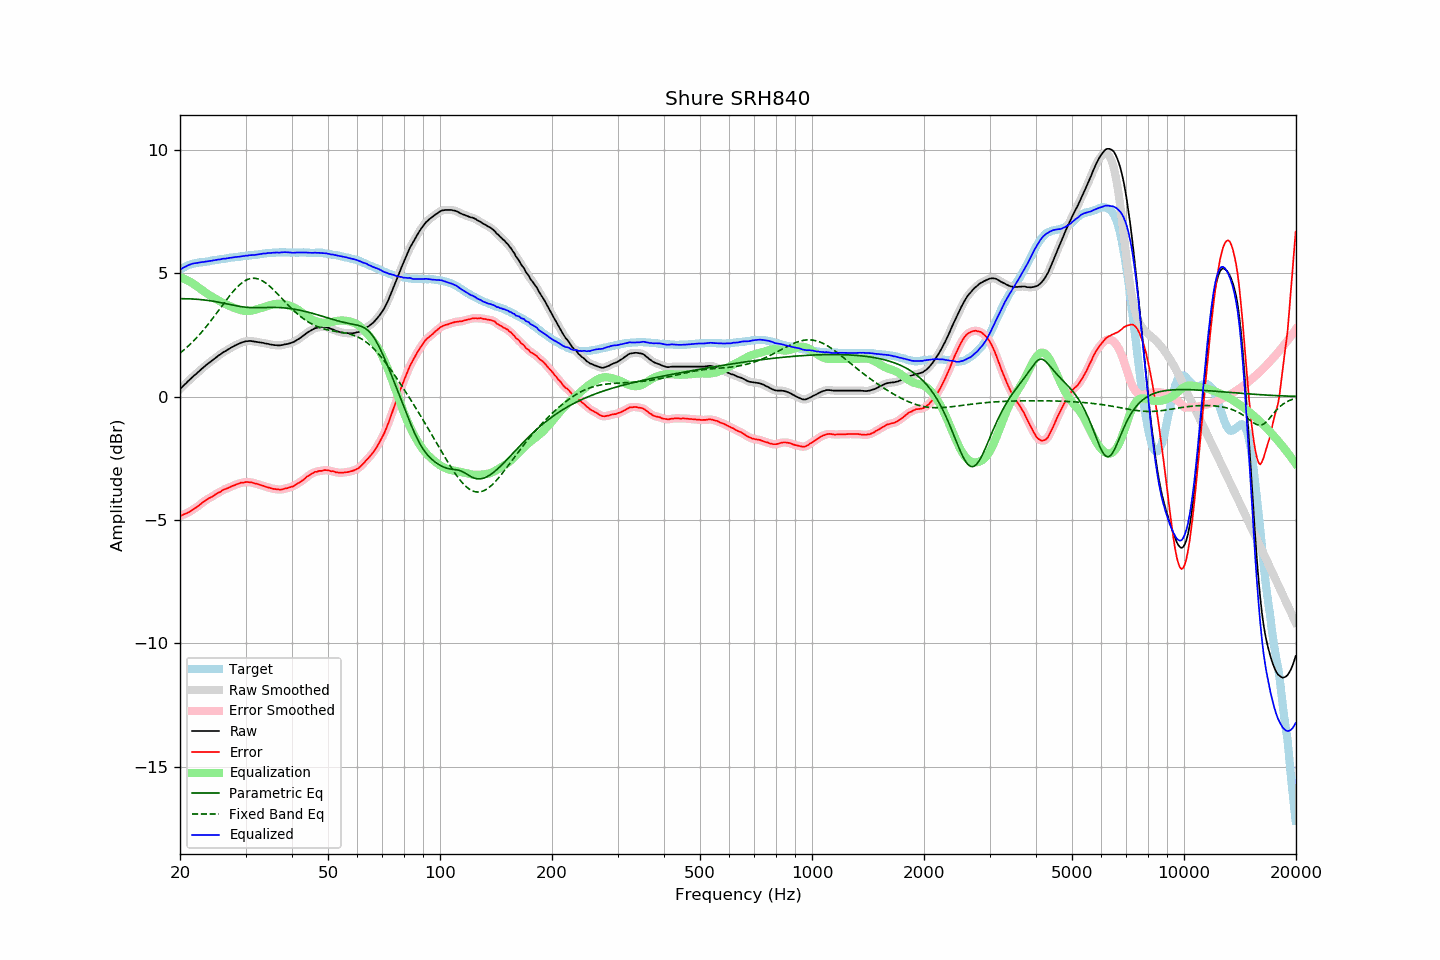 Shure SRH840
Amplitude (dBr)
10
5
0
−5
−10
−15
Target
Raw Smoothed
Error Smoothed
Raw
Error
Equalization
Parametric Eq
Fixed Band Eq
Equalized
20 50 100 200 500 1000 2000 5000 10000 20000
Frequency (Hz)